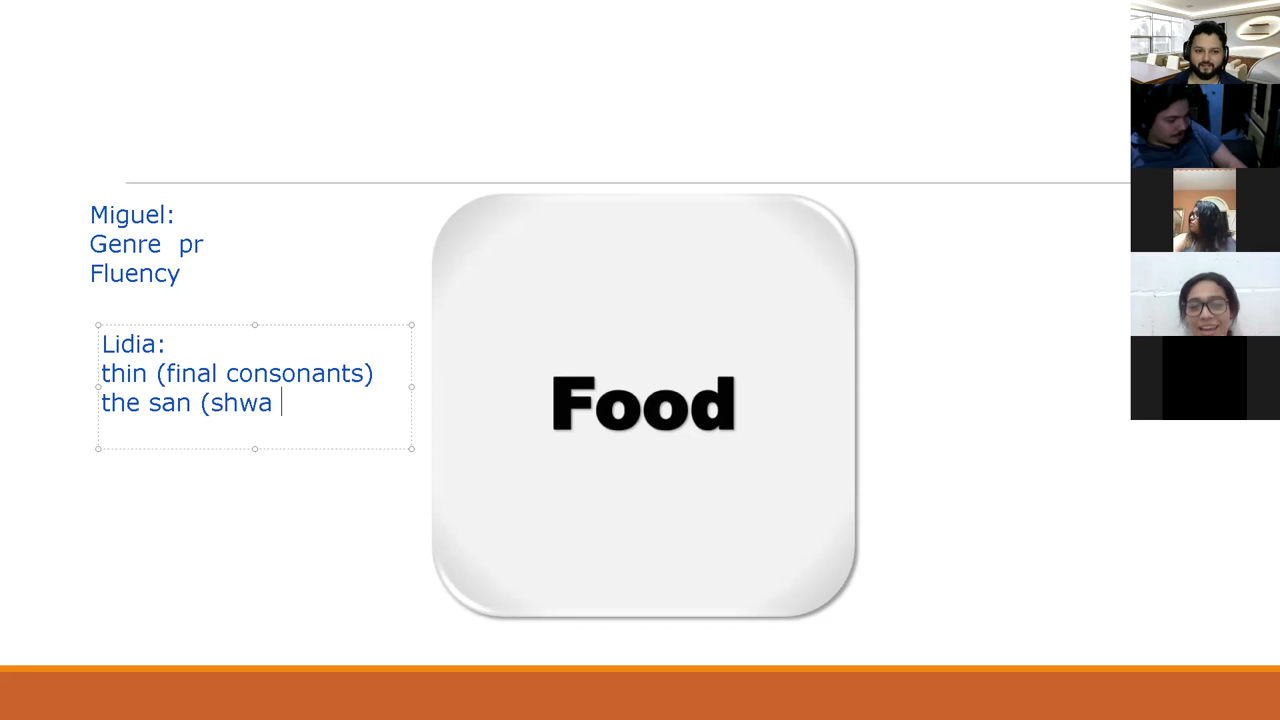 Miguel:
Genre pr
Fluency
Lidia:
thin (final consonants)
the san (shwa
Food